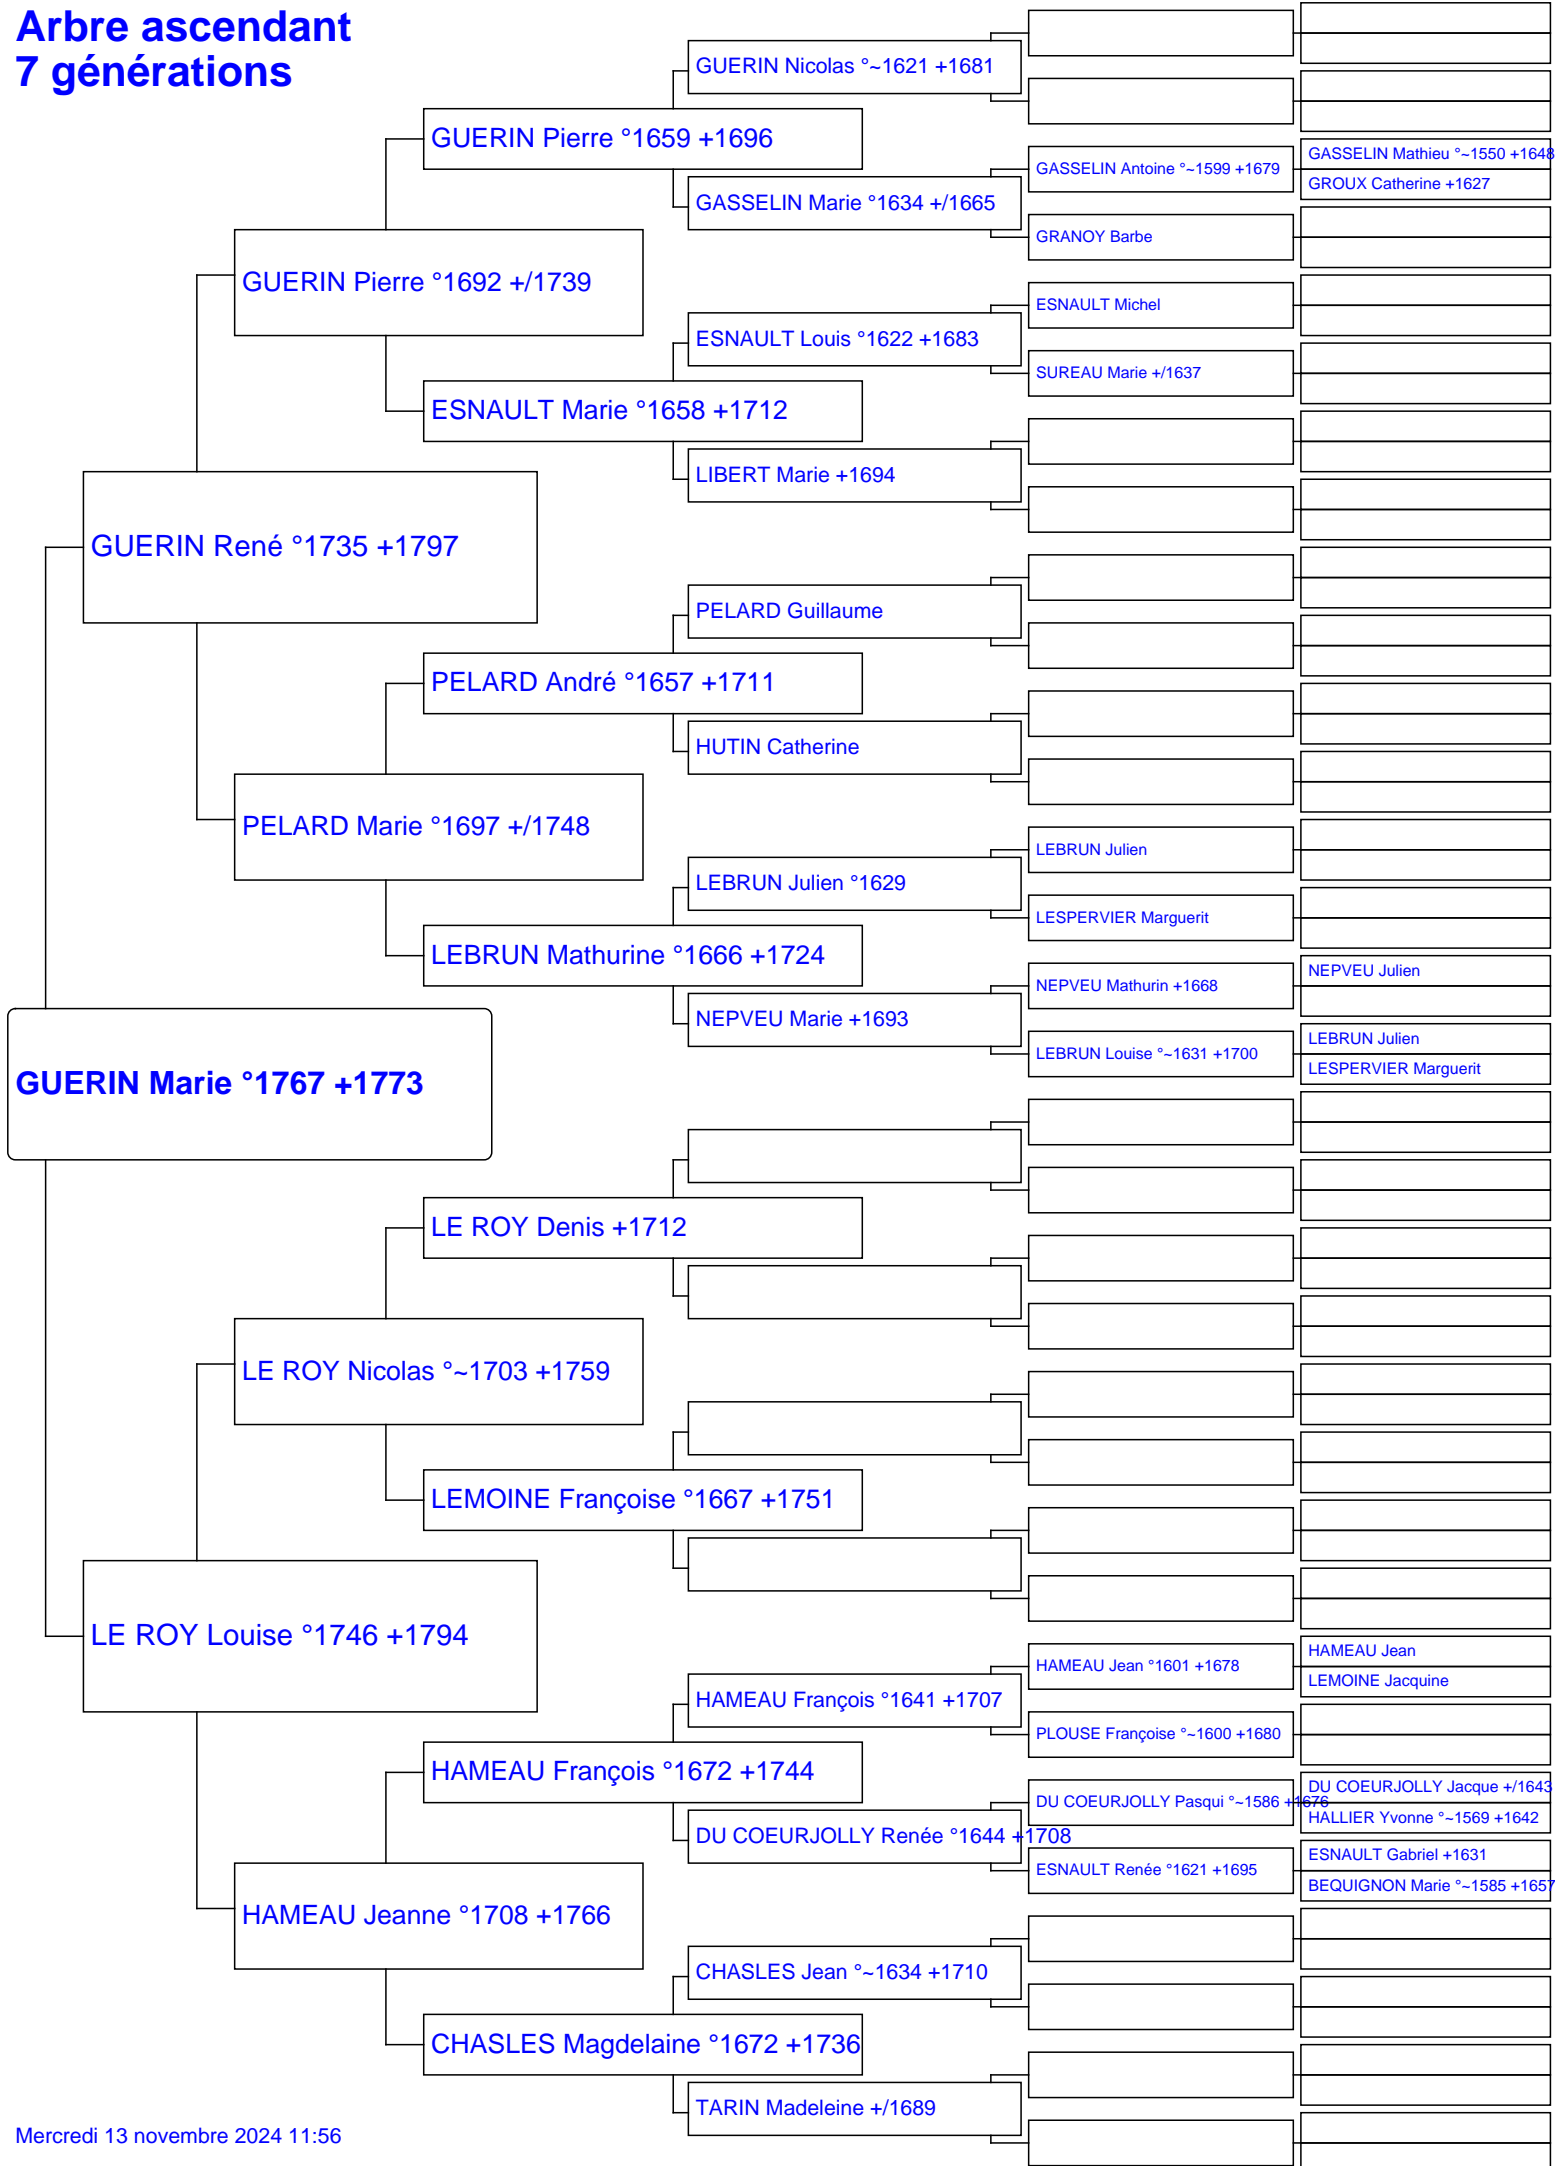 Arbre ascendant
7 générations
GUERIN Nicolas °~1621 +1681
GUERIN Pierre °1659 +1696
GASSELIN Mathieu °~1550 +1648
GASSELIN Antoine °~1599 +1679
GROUX Catherine +1627
GASSELIN Marie °1634 +/1665
GRANOY Barbe
GUERIN Pierre °1692 +/1739
ESNAULT Michel
ESNAULT Louis °1622 +1683
SUREAU Marie +/1637
ESNAULT Marie °1658 +1712
LIBERT Marie +1694
GUERIN René °1735 +1797
PELARD Guillaume
PELARD André °1657 +1711
HUTIN Catherine
PELARD Marie °1697 +/1748
LEBRUN Julien
LEBRUN Julien °1629
LESPERVIER Marguerit
LEBRUN Mathurine °1666 +1724
NEPVEU Julien
NEPVEU Mathurin +1668
NEPVEU Marie +1693
LEBRUN Julien
LEBRUN Louise °~1631 +1700
LESPERVIER Marguerit
GUERIN Marie °1767 +1773
LE ROY Denis +1712
LE ROY Nicolas °~1703 +1759
LEMOINE Françoise °1667 +1751
LE ROY Louise °1746 +1794
HAMEAU Jean
HAMEAU Jean °1601 +1678
LEMOINE Jacquine
HAMEAU François °1641 +1707
PLOUSE Françoise °~1600 +1680
HAMEAU François °1672 +1744
DU COEURJOLLY Jacque +/1643
DU COEURJOLLY Pasqui °~1586 +1676
HALLIER Yvonne °~1569 +1642
DU COEURJOLLY Renée °1644 +1708
ESNAULT Gabriel +1631
ESNAULT Renée °1621 +1695
BEQUIGNON Marie °~1585 +1657
HAMEAU Jeanne °1708 +1766
CHASLES Jean °~1634 +1710
CHASLES Magdelaine °1672 +1736
TARIN Madeleine +/1689
Mercredi 13 novembre 2024 11:56